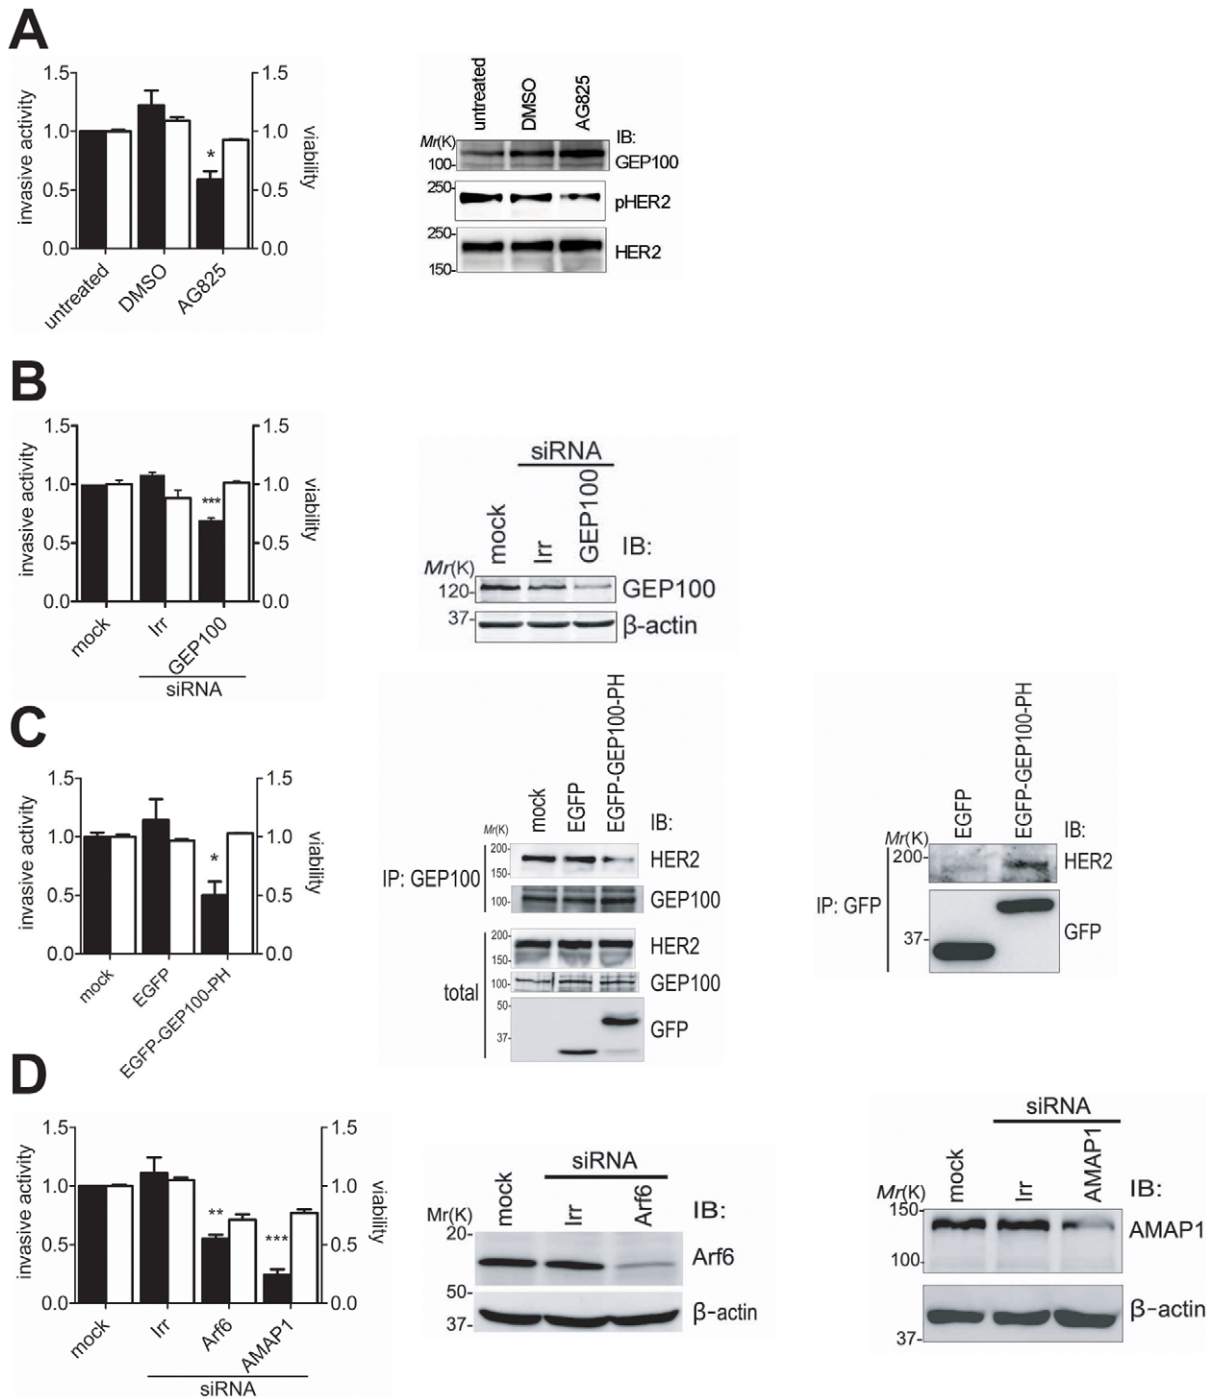 A
1.5
1.0
0.5
0.0
invasive activity
*
1.5
1.0
0.5
0.0
viability
untreated
DMSO
AG825
untreated
DMSO
AG825
Mr(K)
IB:
100-
GEP100
250-
pHER2
250-
HER2
150-
B
1.5
1.0
0.5
0.0
invasive activity
***
1.5
1.0
0.5
0.0
viability
mock
Irr
GEP100
siRNA
siRNA
mock
Irr
GEP100
IB:
Mr(K)
120-
GEP100
37-
β-actin
C
1.5
1.0
0.5
0.0
invasive activity
*
1.5
1.0
0.5
0.0
viability
mock
EGFP
EGFP-GEP100-PH
mock
EGFP
EGFP-GEP100-PH
IB:
Mr(K)
IP: GEP100
200-
HER2
150-
100-
GEP100
total
200-
HER2
150-
100-
GEP100
50-
GFP
37-
EGFP
EGFP-GEP100-PH
Mr(K)
IB:
200-
HER2
IP: GFP
37-
GFP
D
1.5
1.0
0.5
0.0
invasive activity
**
***
1.5
1.0
0.5
0.0
viability
mock
Irr
Arf6
AMAP1
siRNA
siRNA
mock
Irr
Arf6
IB:
Mr(K)
20-
Arf6
50-
β-actin
37-
siRNA
mock
Irr
AMAP1
IB:
Mr(K)
150
AMAP1
100
β-actin
37-